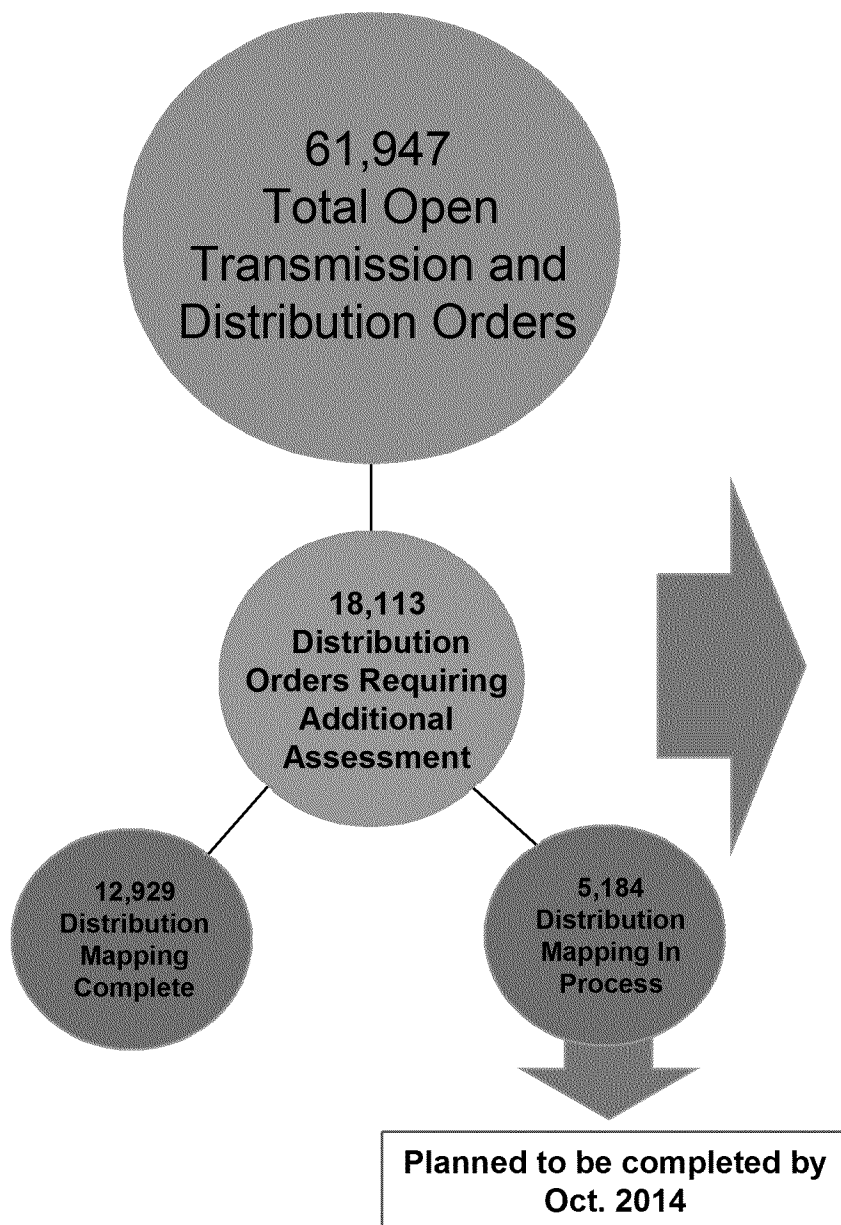 61,947
Total Open
Transmission and
Distribution Orders
18,113
Distribution
Orders Requiring
Additional
Assessment
12,929
Distribution
Mapping
Complete
5,184
Distribution
Mapping In
Process
Planned to be completed by
Oct. 2014